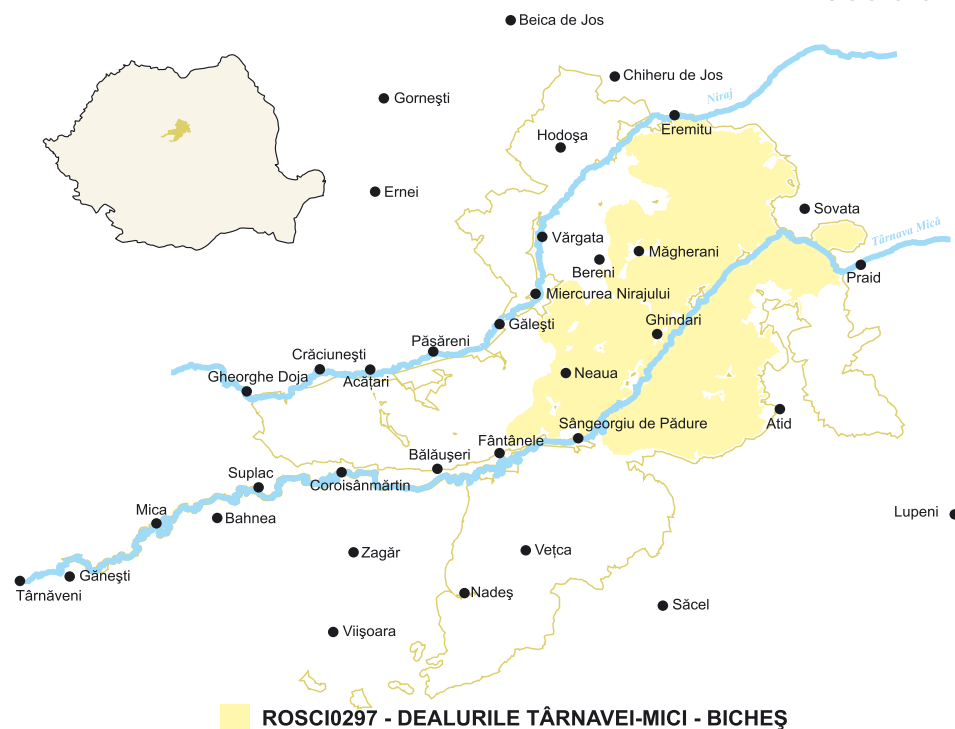 Beica de Jos
Chiheru de Jos
Gorneşti
Niraj
Eremitu
Hodoşa
Ernei
Sovata
Vărgata
Târnava Mică
Măgherani
Bereni
Praid
Miercurea Nirajului
Găleşti
Ghindari
Păsăreni
Crăciuneşti
Gheorghe Doja
Acățari
Neaua
Sângeorgiu de Pădure
Atid
Fântânele
Bălăuşeri
Suplac
Coroisânmărtin
Mica
Bahnea
Lupeni
Zagăr
Vețca
Găneşti
Târnăveni
Nadeş
Săcel
Viişoara
ROSCI0297 - DEALURILE TÂRNAVEI-MICI - BICHEŞ